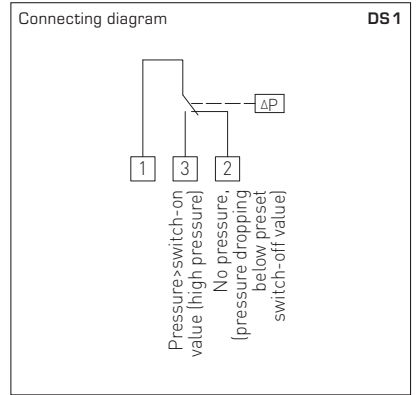 Connecting diagram
DS1
ΔP
1
3
2
Pressure>switch-on
value (high pressure)
No pressure,
(pressure dropping
below preset
switch-off value)